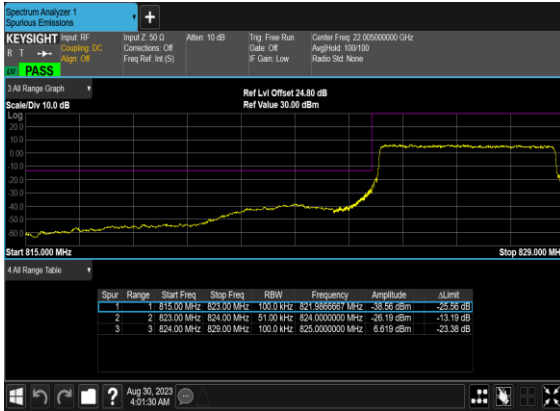 Spectrum Analyzer 1
Spurious Emissions
KEYSIGHT Input: RF Input Z: 50 Ω Atten: 10 dB Trig: Free Run Center Freq: 22.005000000 GHz
R T Coupling: DC Corrections: Off Gate: Off Avg|Hold: 100/100
Align: Off Freq Ref: Int (S) IF Gain: Low Radio Std: None
PASS
3 All Range Graph Ref Lvl Offset 24.80 dB
Scale/Div 10.0 dB Ref Value 30.00 dBm
Log
20.0
10.0
0.00
-10.0
-20.0
-30.0
-40.0
-50.0
-60.0
Start 815.000 MHz Stop 829.000 MH
4 All Range Table
Spur Range Start Freq Stop Freq RBW Frequency Amplitude ΔLimit
1 1 815.00 MHz 823.00 MHz 100.0 kHz 821.9866667 MHz -38.56 dBm -25.56 dB
2 2 823.00 MHz 824.00 MHz 51.00 kHz 824.0000000 MHz -26.19 dBm -13.19 dB
3 3 824.00 MHz 829.00 MHz 100.0 kHz 825.0000000 MHz 6.619 dBm -23.38 dB
Aug 30, 2023
4:01:30 AM